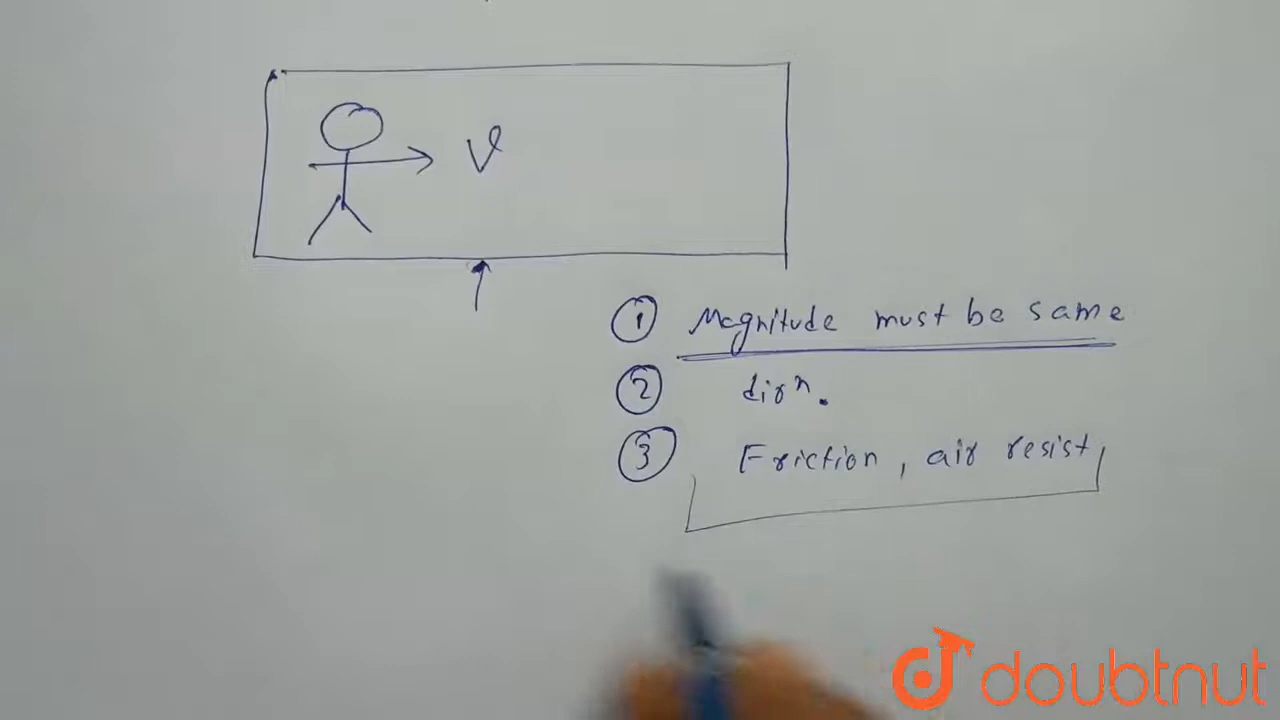 V
① Magnitude must be same
② dirⁿ.
③ Friction, air resist
doubtnut